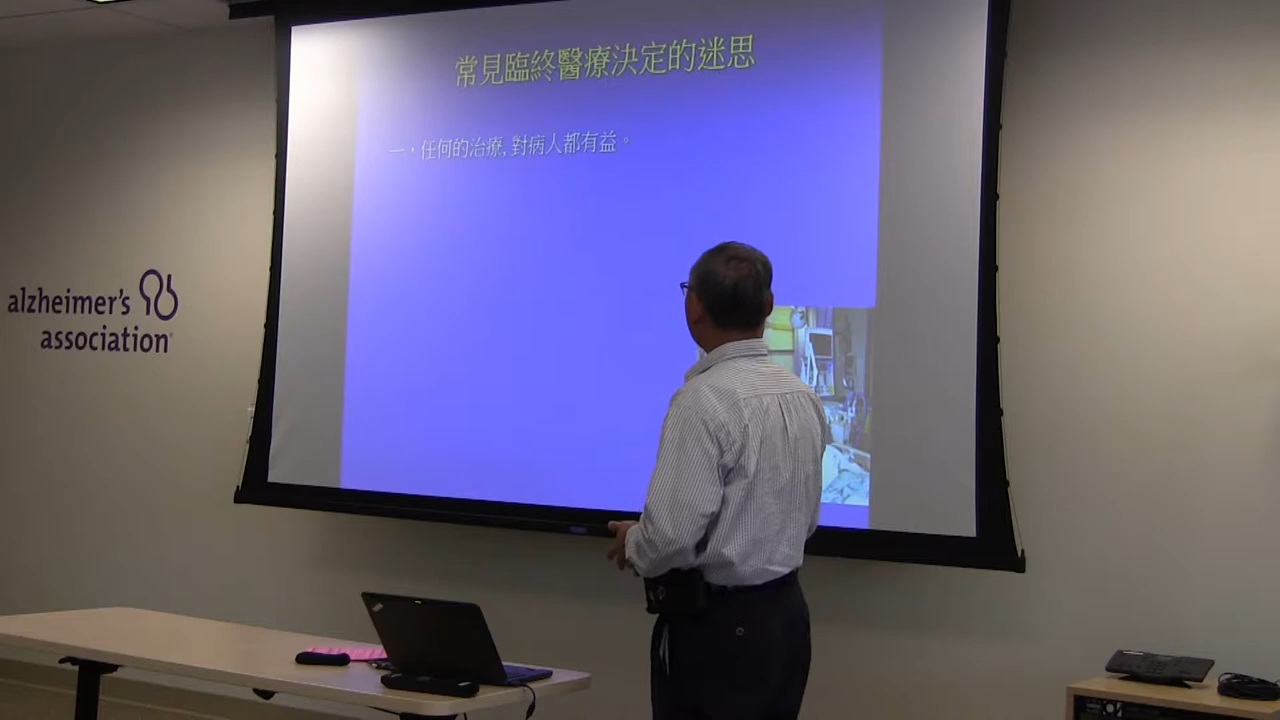 常見臨終醫療決定的迷思
一，任何的治療, 對病人都有益。
alzheimer's
association